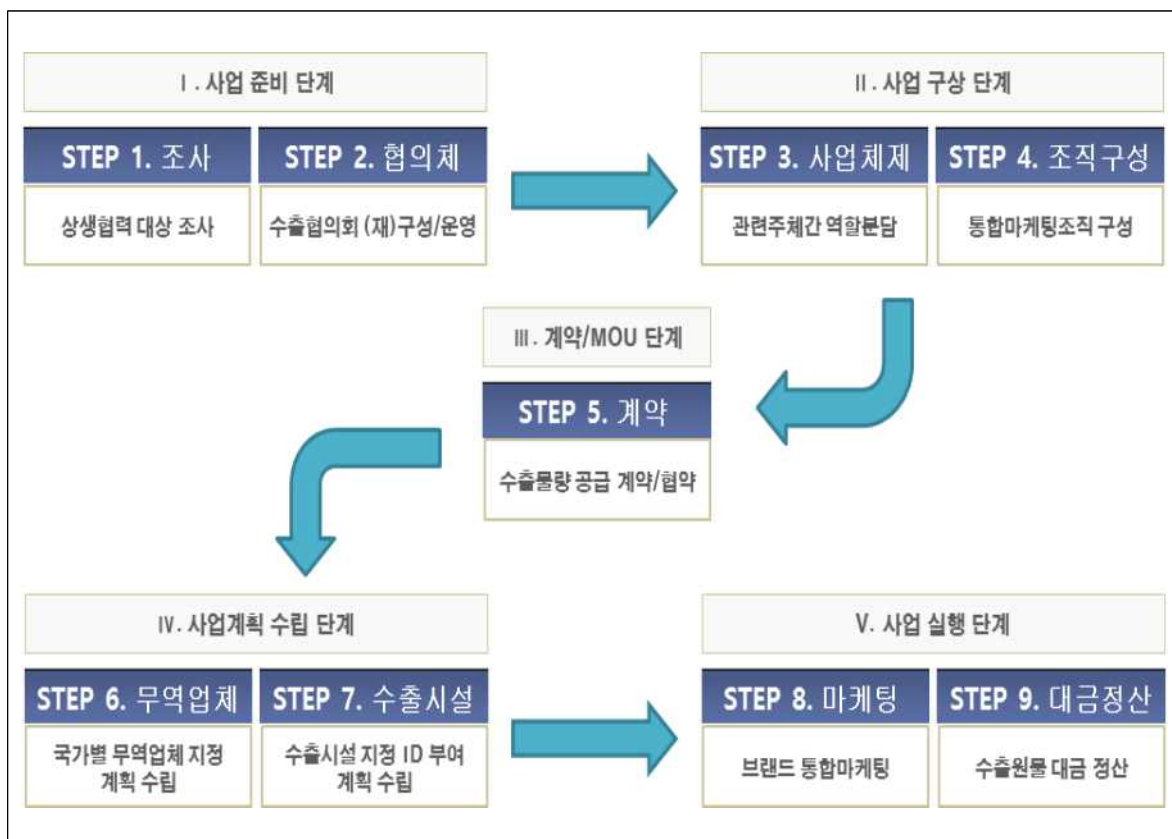 Ⅰ. 사업 준비 단계
STEP 1. 조사
상생협력 대상 조사
STEP 2. 협의체
수출협의회 (재)구성/운영
Ⅱ. 사업 구상 단계
STEP 3. 사업체제
관련주체간 역할분담
STEP 4. 조직구성
통합마케팅조직 구성
Ⅲ. 계약/MOU 단계
STEP 5. 계약
수출물량 공급 계약/협약
Ⅳ. 사업계획 수립 단계
STEP 6. 무역업체
국가별 무역업체 지정
계획 수립
STEP 7. 수출시설
수출시설 지정 ID 부여
계획 수립
Ⅴ. 사업 실행 단계
STEP 8. 마케팅
브랜드 통합마케팅
STEP 9. 대금정산
수출원물 대금 정산